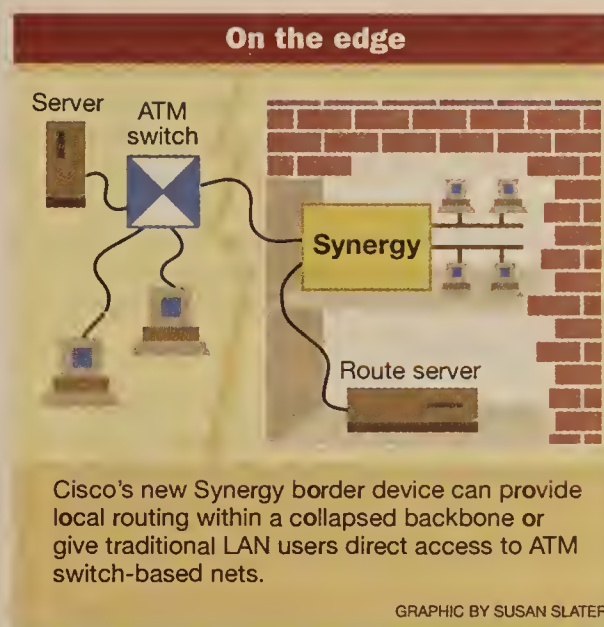 On the edge
Server
ATM
switch
Synergy
Route server
Cisco's new Synergy border device can provide
local routing within a collapsed backbone or
give traditional LAN users direct access to ATM
switch-based nets.
GRAPHIC BY SUSAN SLATER